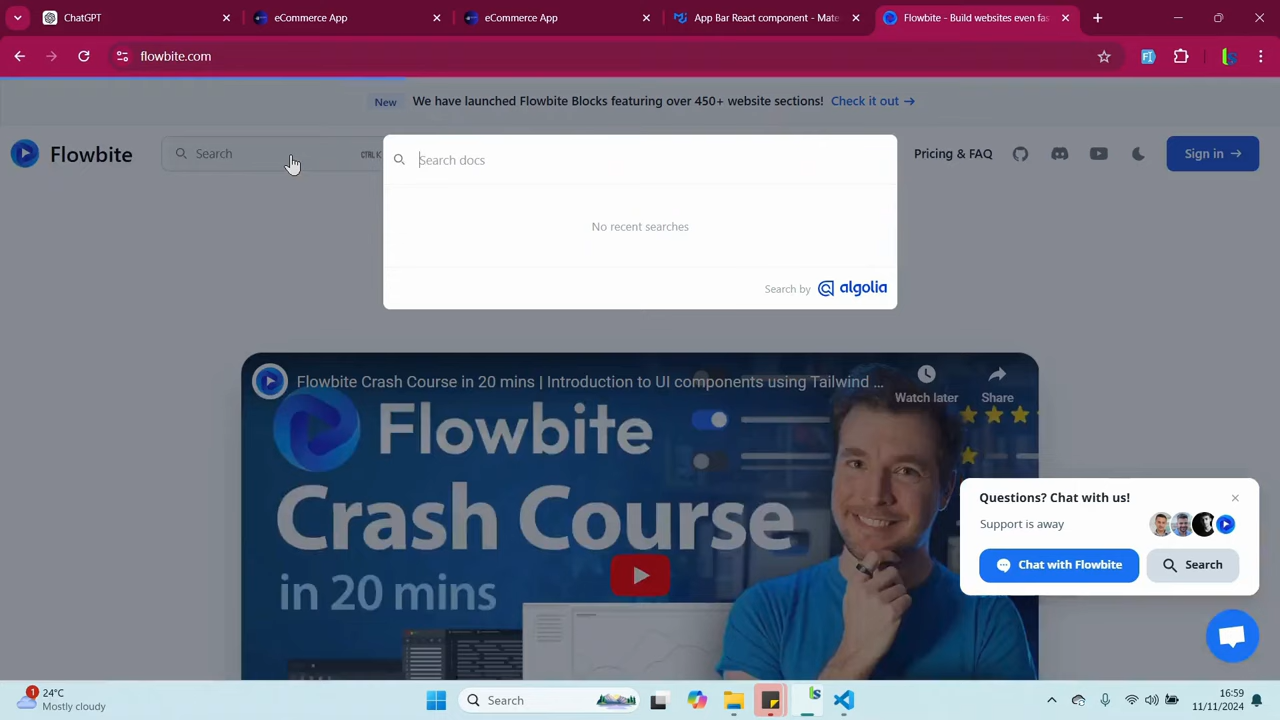 ChatGPT
eCommerce App
eCommerce App
App Bar React component - Mate
Flowbite - Build websites even fas
flowbite.com
New
We have launched Flowbite Blocks featuring over 450+ website sections! Check it out →
Flowbite
Search
CTRL K
Search docs
Pricing & FAQ
Sign in →
No recent searches
Search by algolia
Flowbite Crash Course in 20 mins | Introduction to UI components using Tailwind ...
Watch later
Share
Flowbite
Crash Course
in 20 mins
Questions? Chat with us!
Support is away
Chat with Flowbite
Search
1
24°C
Mostly cloudy
Search
16:59
11/11/2024